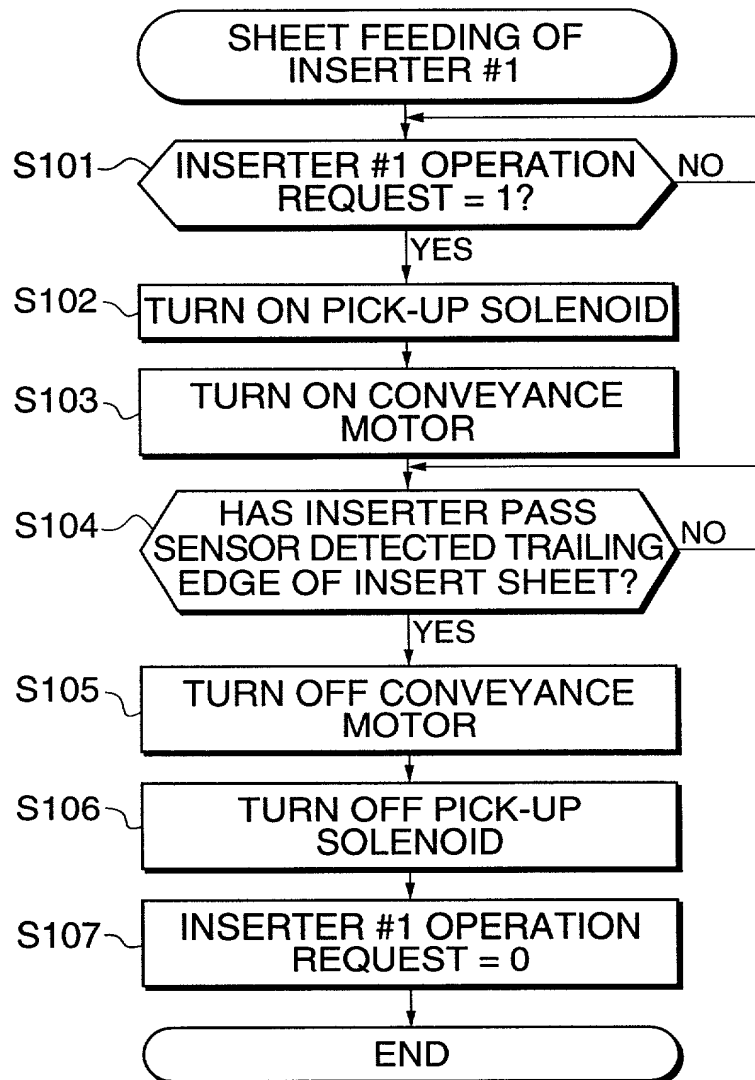 SHEET FEEDING OF
INSERTER #1
S101
INSERTER #1 OPERATION
REQUEST = 1?
NO
YES
S102
TURN ON PICK-UP SOLENOID
S103
TURN ON CONVEYANCE
MOTOR
S104
HAS INSERTER PASS
SENSOR DETECTED TRAILING
EDGE OF INSERT SHEET?
NO
YES
S105
TURN OFF CONVEYANCE
MOTOR
S106
TURN OFF PICK-UP
SOLENOID
S107
INSERTER #1 OPERATION
REQUEST = 0
END